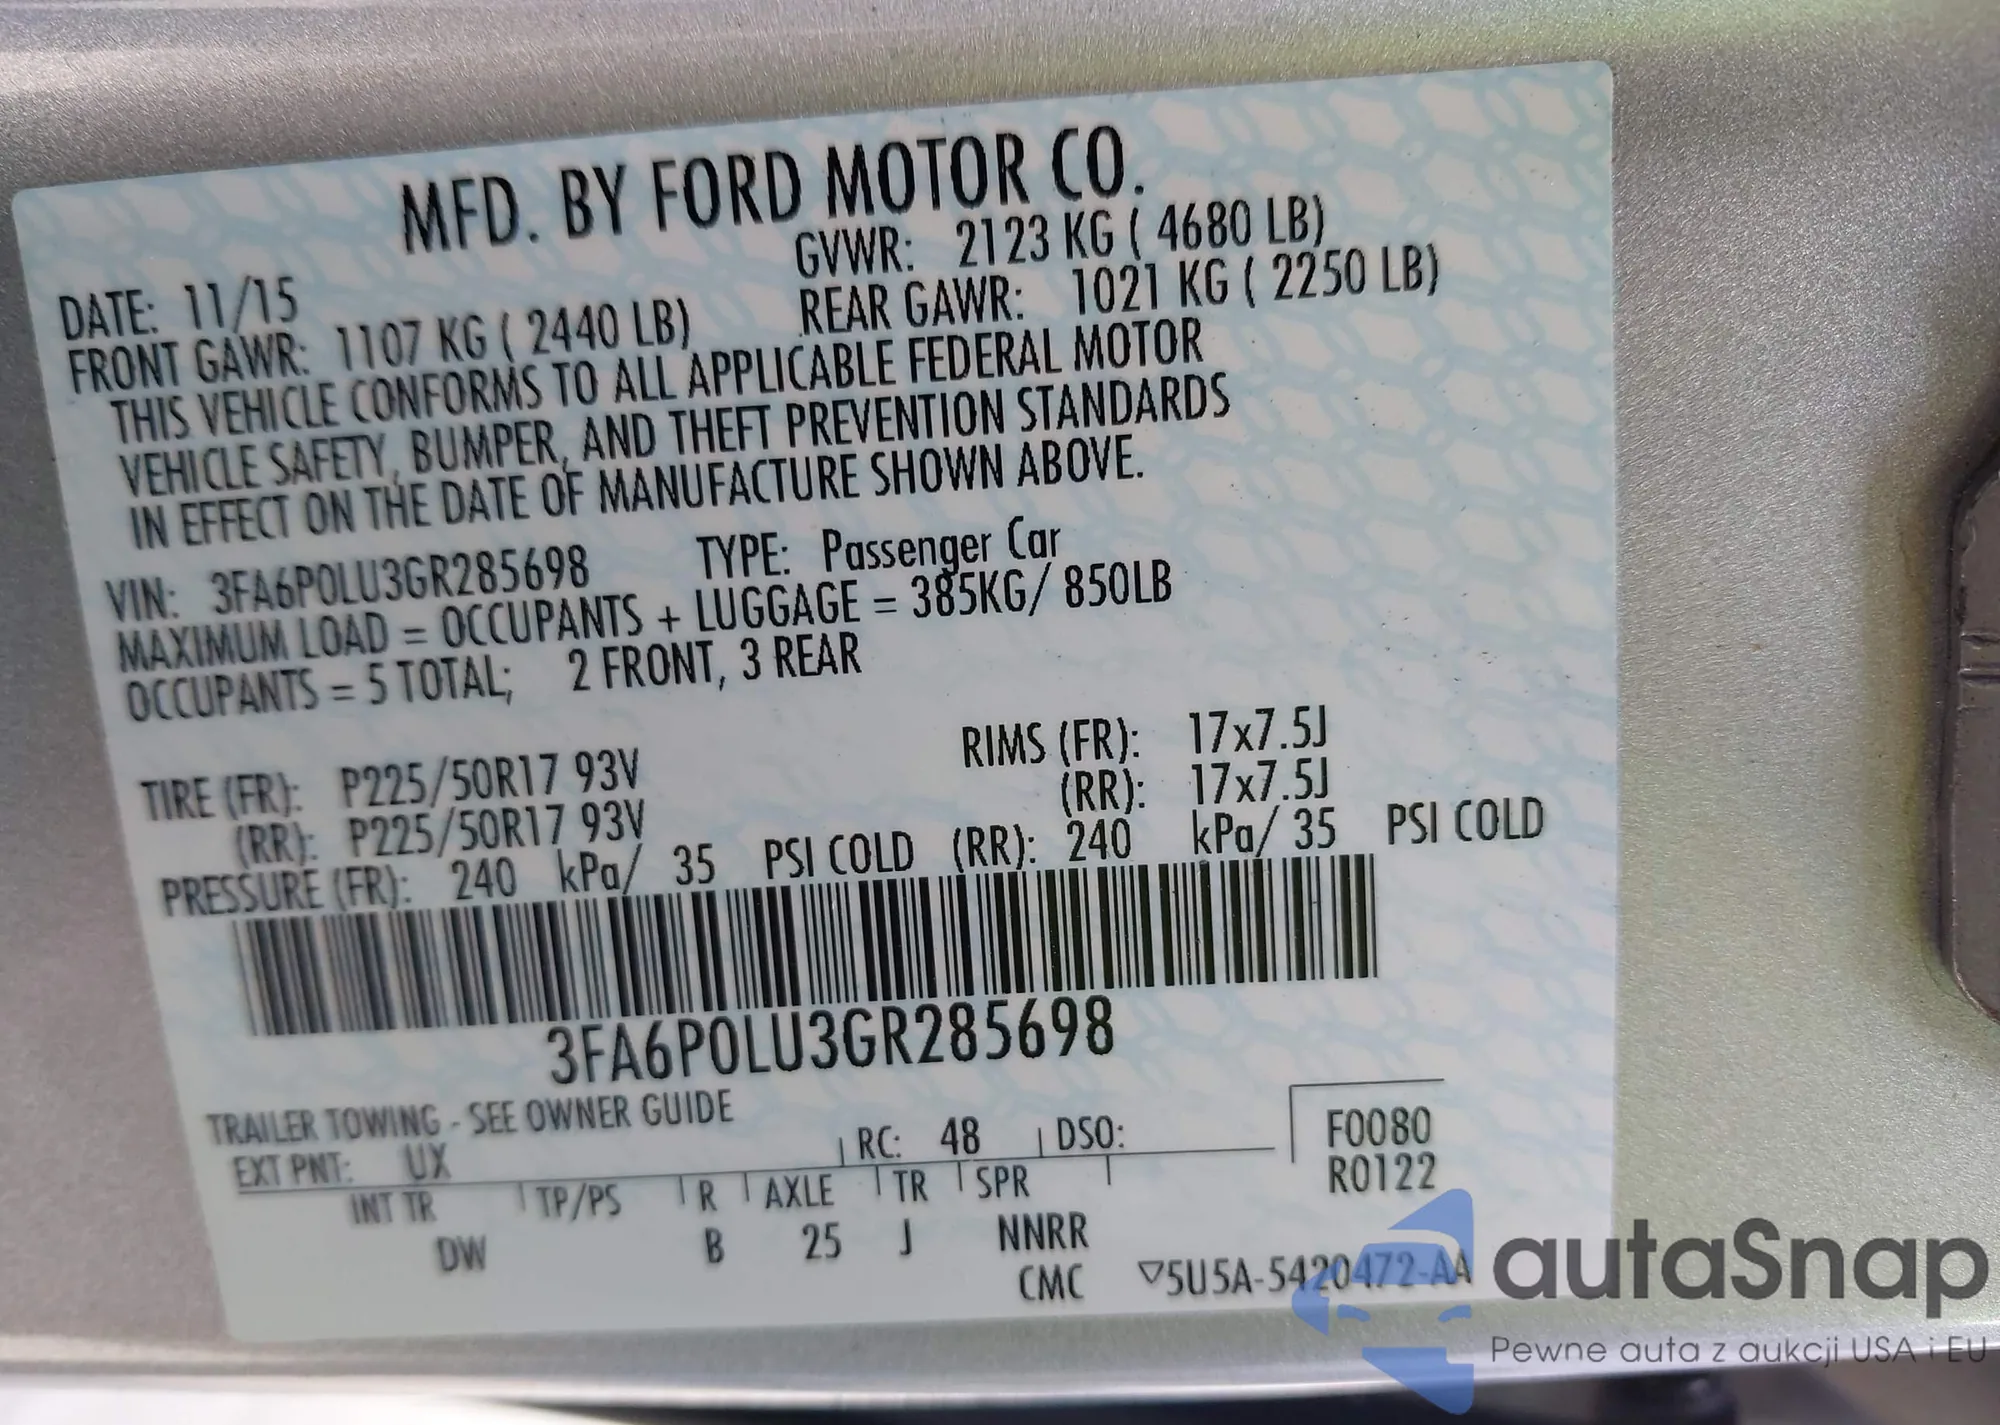 MFD. BY FORD MOTOR CO.
DATE: 11/15 GVWR: 2123 KG ( 4680 LB)
FRONT GAWR: 1107 KG ( 2440 LB) REAR GAWR: 1021 KG ( 2250 LB)
THIS VEHICLE CONFORMS TO ALL APPLICABLE FEDERAL MOTOR
VEHICLE SAFETY, BUMPER, AND THEFT PREVENTION STANDARDS
IN EFFECT ON THE DATE OF MANUFACTURE SHOWN ABOVE.
VIN: 3FA6P0LU3GR285698 TYPE: Passenger Car
MAXIMUM LOAD = OCCUPANTS + LUGGAGE = 385KG/ 850LB
OCCUPANTS = 5 TOTAL; 2 FRONT, 3 REAR
TIRE (FR): P225/50R17 93V RIMS (FR): 17x7.5J
(RR): P225/50R17 93V (RR): 17x7.5J
PRESSURE (FR): 240 kPa/ 35 PSI COLD (RR): 240 kPa/ 35 PSI COLD
3FA6P0LU3GR285698
TRAILER TOWING - SEE OWNER GUIDE
EXT PNT: UX RC: 48 DSO: F0080
R0122
INT TR TP/PS R AXLE TR SPR
DW B 25 J NNRR
CMC ▽5U5A-5420472-AA
autaSnap
Pewne auta z aukcji USA i EU